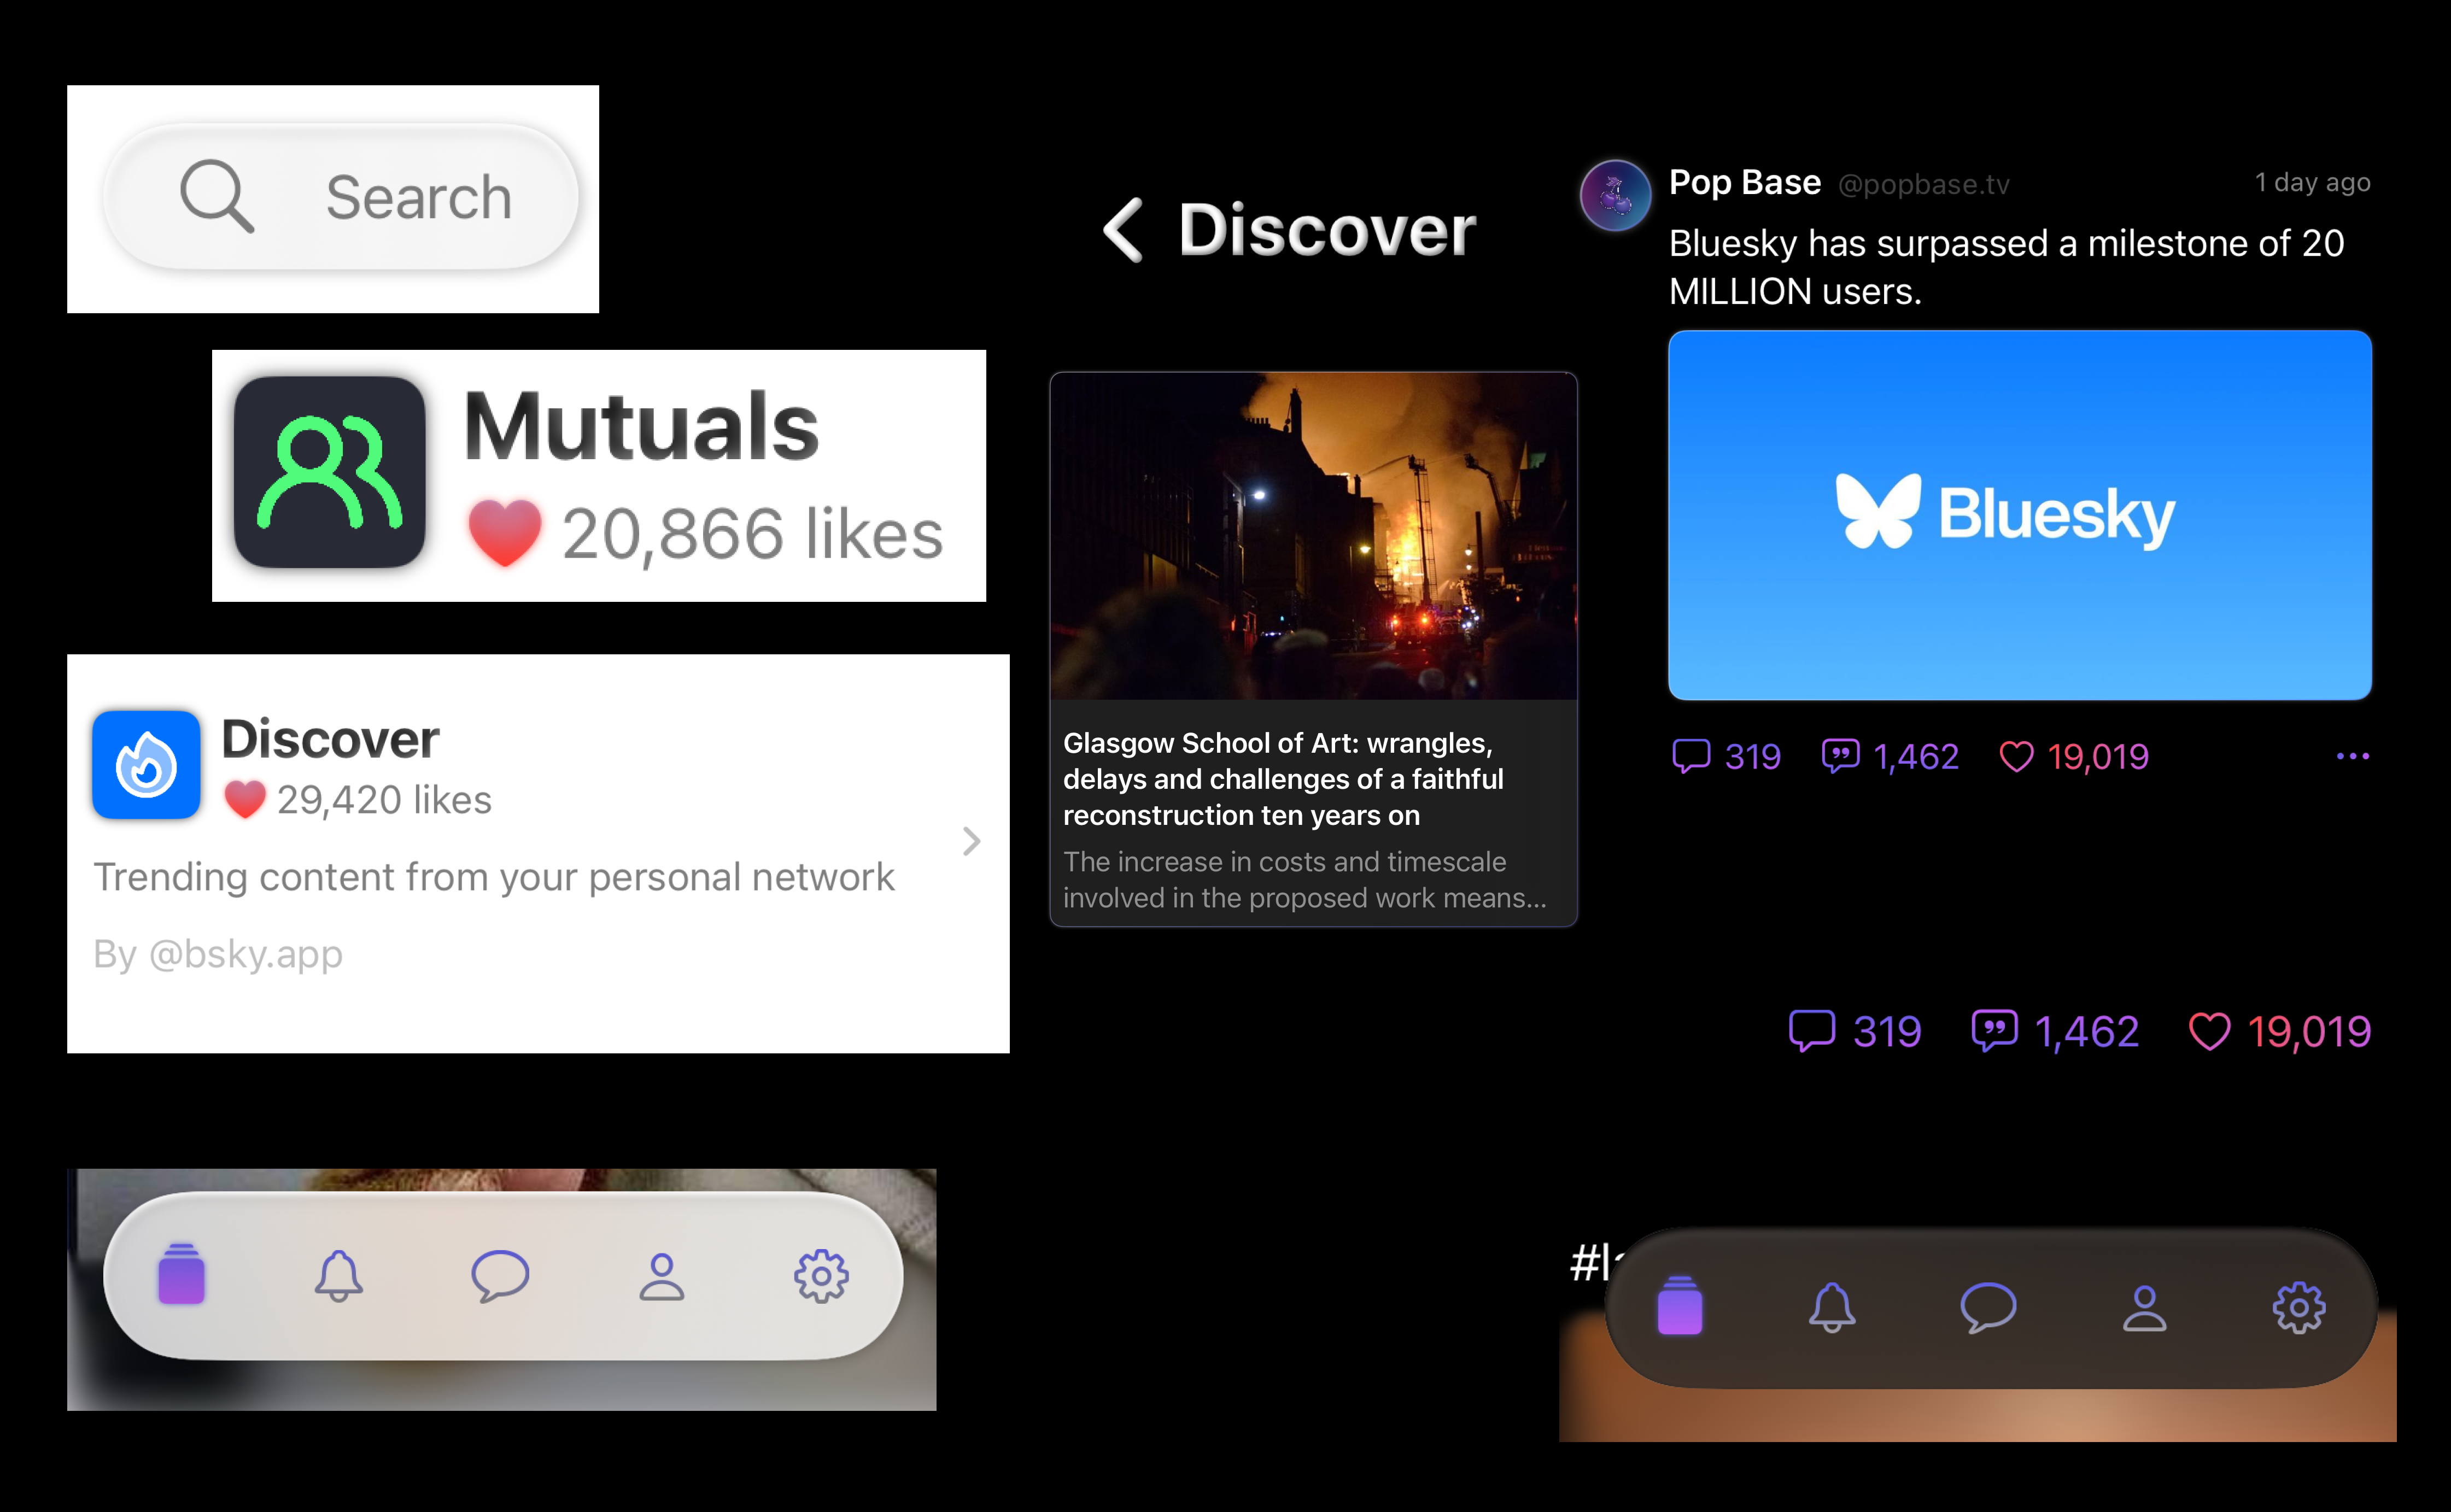 Search
Mutuals
20,866 likes
Discover
29,420 likes
Trending content from your personal network
By @bsky.app
Discover
Glasgow School of Art: wrangles,
delays and challenges of a faithful
reconstruction ten years on
The increase in costs and timescale
involved in the proposed work means...
Pop Base @popbase.tv 1 day ago
Bluesky has surpassed a milestone of 20
MILLION users.
Bluesky
319 1,462 19,019
319 1,462 19,019